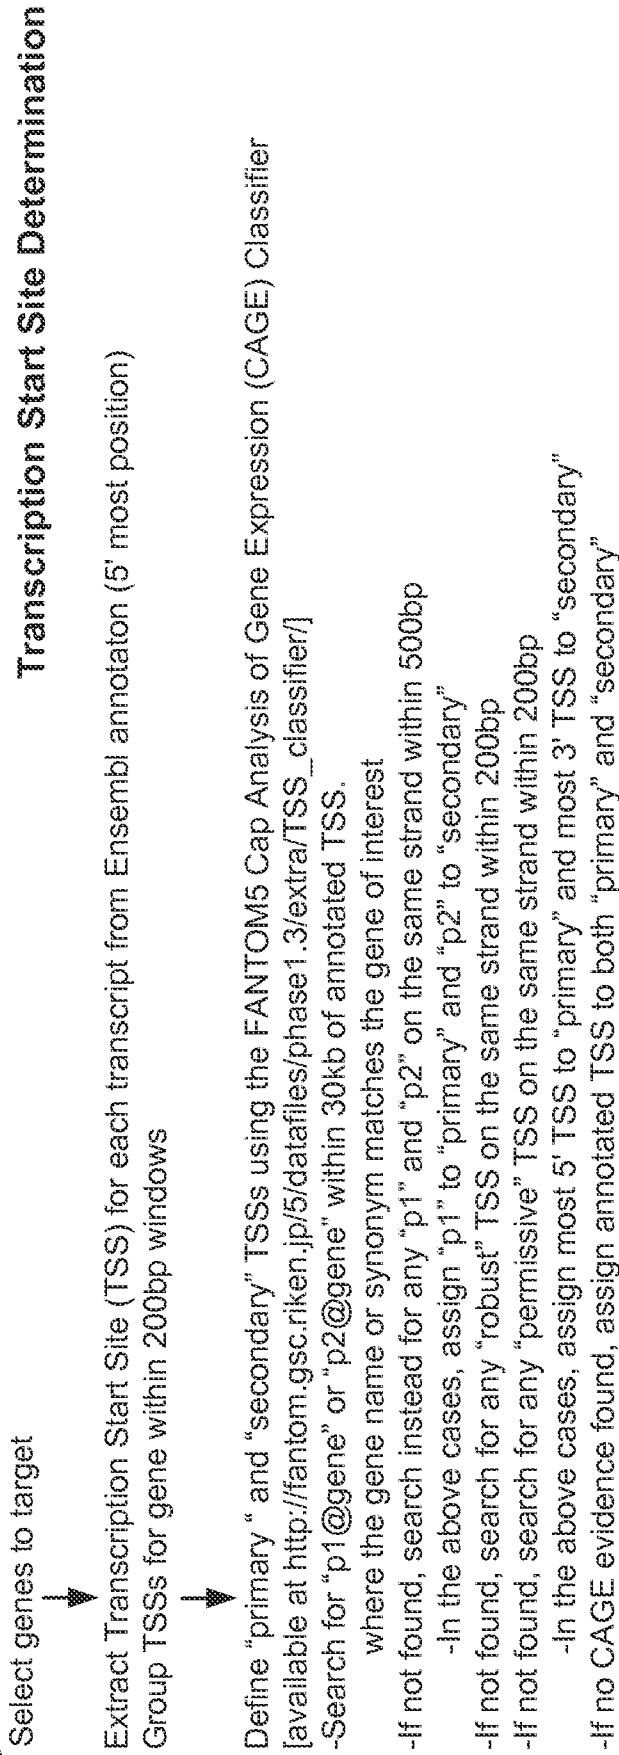 Transcription Start Site Determination
Select genes to target
Extract Transcription Start Site (TSS) for each transcript from Ensembl annotaton (5' most position)
Group TSSs for gene within 200bp windows
Define "primary " and "secondary" TSSs using the FANTOM5 Cap Analysis of Gene Expression (CAGE) Classifier
[available at http://fantom.gsc.riken.jp/5/datafiles/phase1.3/extra/TSS_classifier/]
-Search for "p1@gene" or "p2@gene" within 30kb of annotated TSS.
where the gene name or synonym matches the gene of interest
-If not found, search instead for any "p1" and "p2" on the same strand within 500bp
-In the above cases, assign "p1" to "primary" and "p2" to "secondary"
-If not found, search for any "robust" TSS on the same strand within 200bp
-If not found, search for any "permissive" TSS on the same strand within 200bp
-In the above cases, assign most 5' TSS to "primary" and most 3' TSS to "secondary"
-If no CAGE evidence found, assign annotated TSS to both "primary" and "secondary"